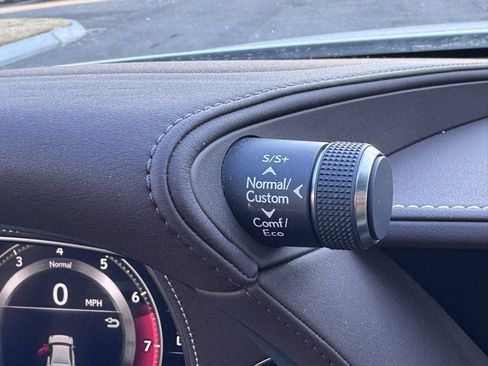 S/S+
Normal/
Custom
Comf/
Eco
3
4
5
6
7
Normal
0 MPH